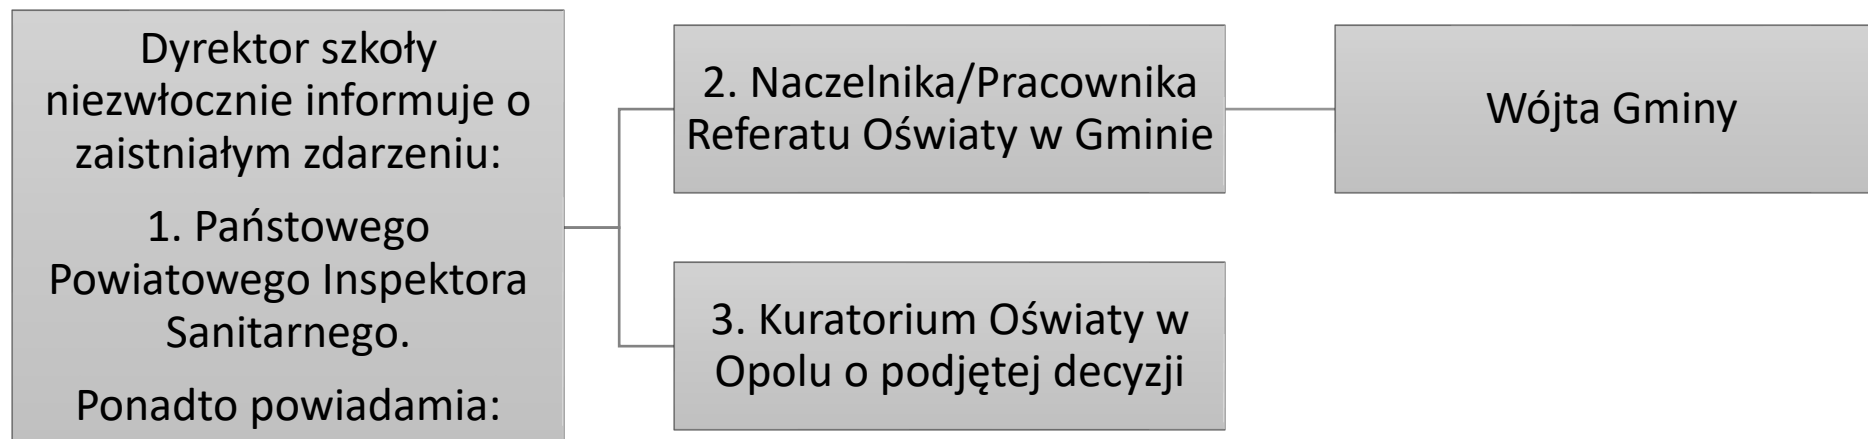 Dyrektor szkoły
niezwłocznie informuje o
zaistniałym zdarzeniu:
1. Państowego
Powiatowego Inspektora
Sanitarnego.
Ponadto powiadamia:
2. Naczelnika/Pracownika
Referatu Oświaty w Gminie
Wójta Gminy
3. Kuratorium Oświaty w
Opolu o podjętej decyzji